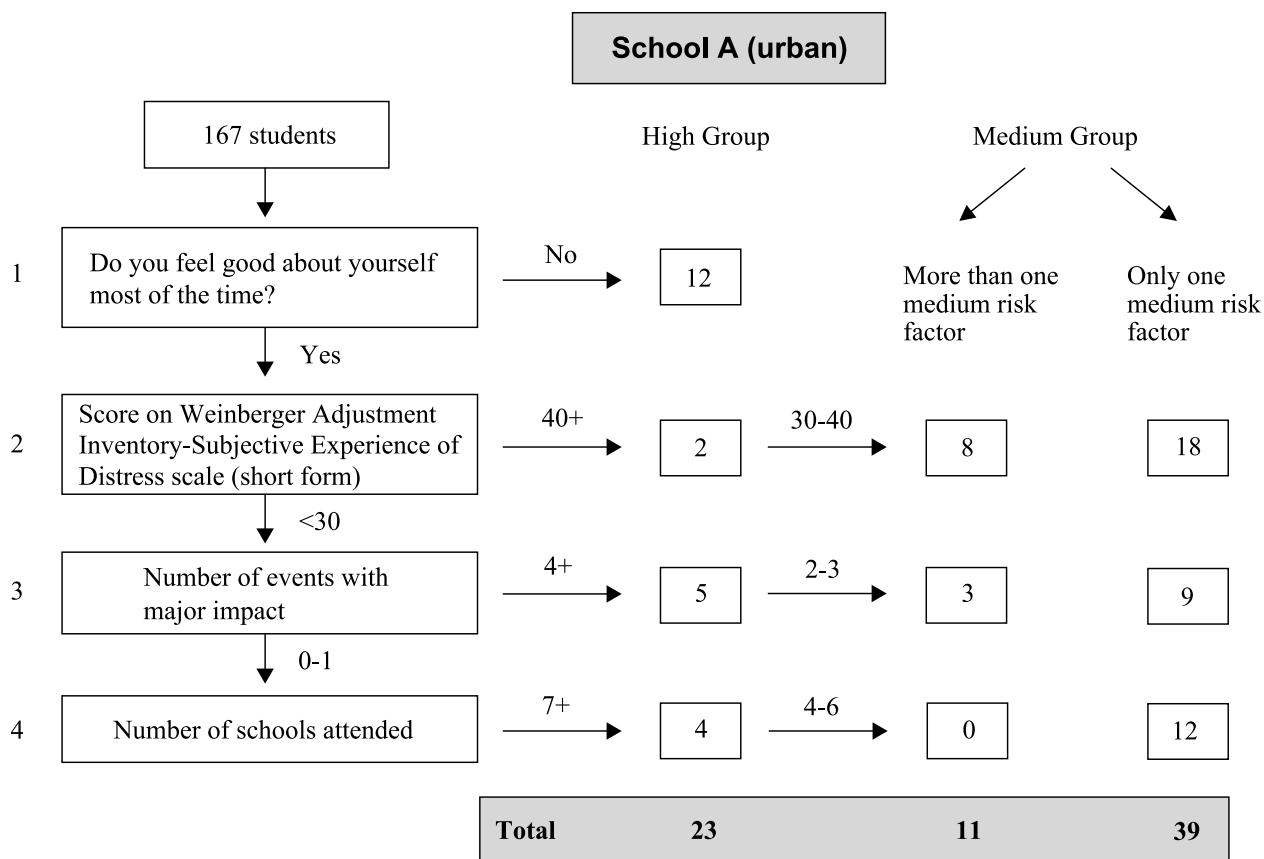 School A (urban)
167 students
High Group
Medium Group
1
Do you feel good about yourself
most of the time?
No
12
More than one
medium risk
factor
Only one
medium risk
factor
Yes
2
Score on Weinberger Adjustment
Inventory-Subjective Experience of
Distress scale (short form)
40+
2
30-40
8
18
<30
3
Number of events with
major impact
4+
5
2-3
3
9
0-1
4
Number of schools attended
7+
4
4-6
0
12
Total 23 11 39